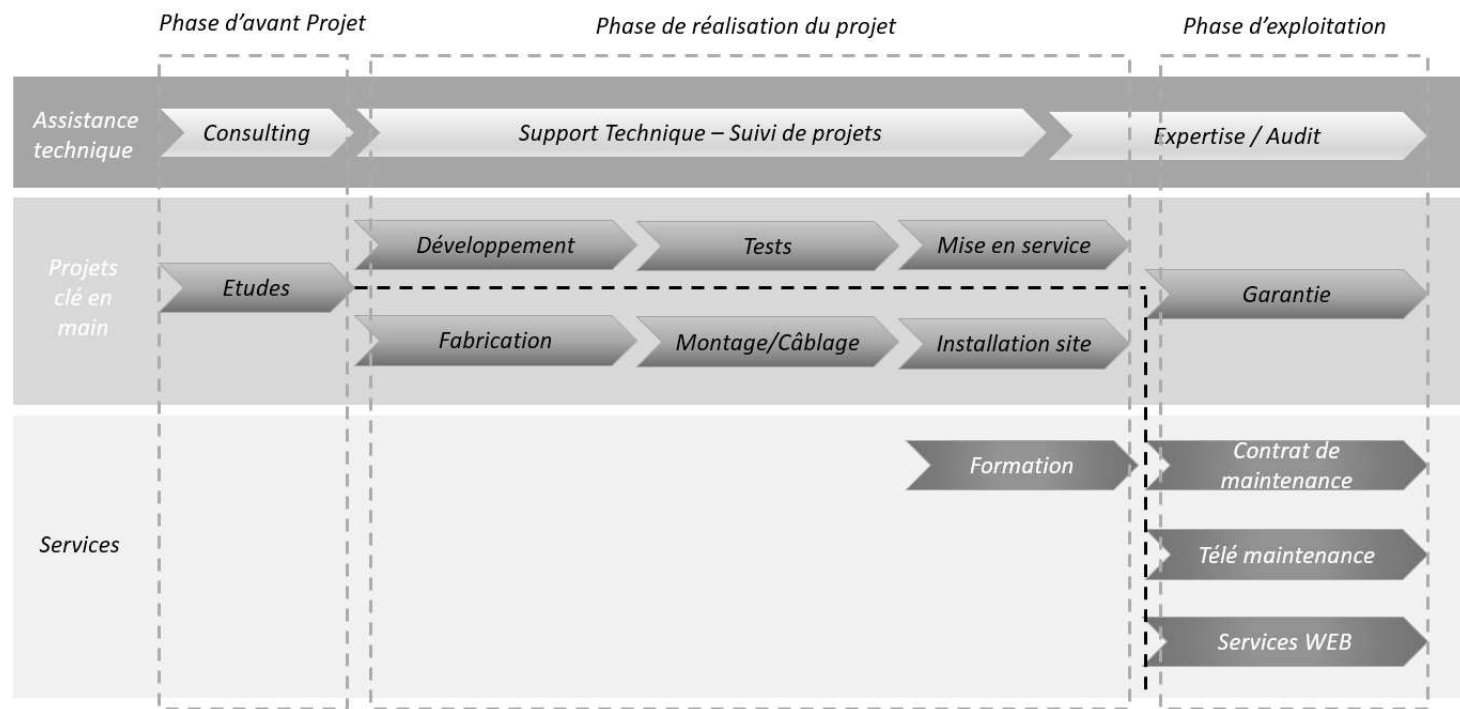 Phase d’avant Projet
Phase de réalisation du projet
Phase d’exploitation
Assistance
technique
Consulting
Support Technique – Suivi de projets
Expertise / Audit
Projets
clé en
main
Etudes
Développement
Tests
Mise en service
Fabrication
Montage/Câblage
Installation site
Garantie
Services
Formation
Contrat de
maintenance
Télé maintenance
Services WEB